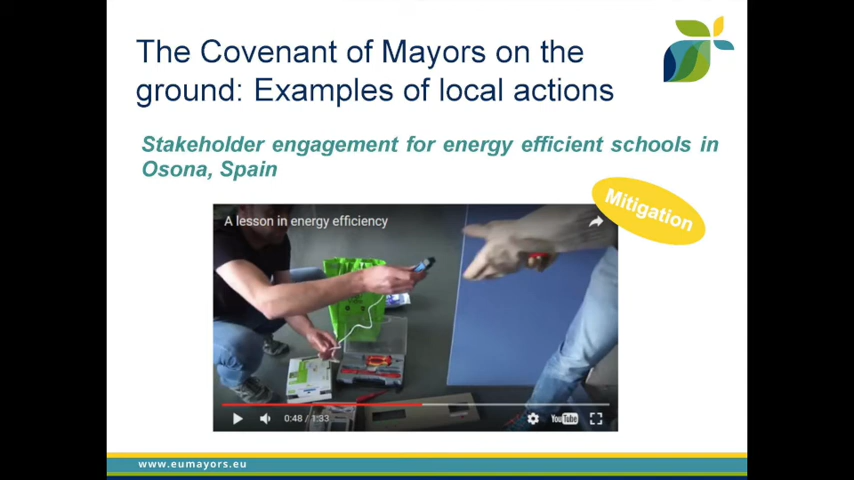 The Covenant of Mayors on the
ground: Examples of local actions
Stakeholder engagement for energy efficient schools in
Osona, Spain
Mitigation
A lesson in energy efficiency
0:48 / 1:33
YouTube
www.eumayors.eu